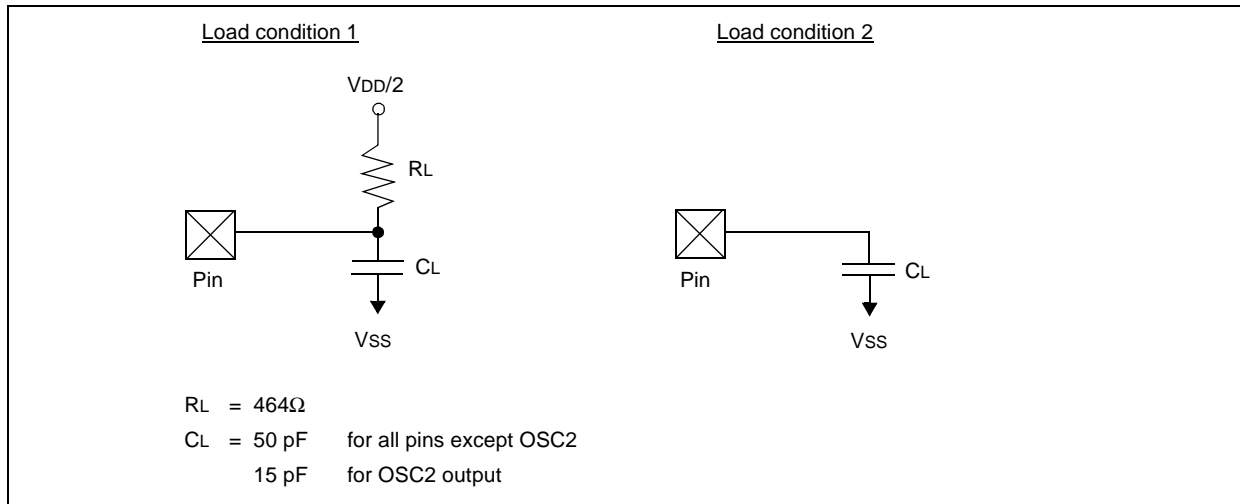 Load condition 1
Load condition 2
VDD/2
RL
Pin
CL
VSS
Pin
CL
VSS
RL = 464Ω
CL = 50 pF for all pins except OSC2
15 pF for OSC2 output